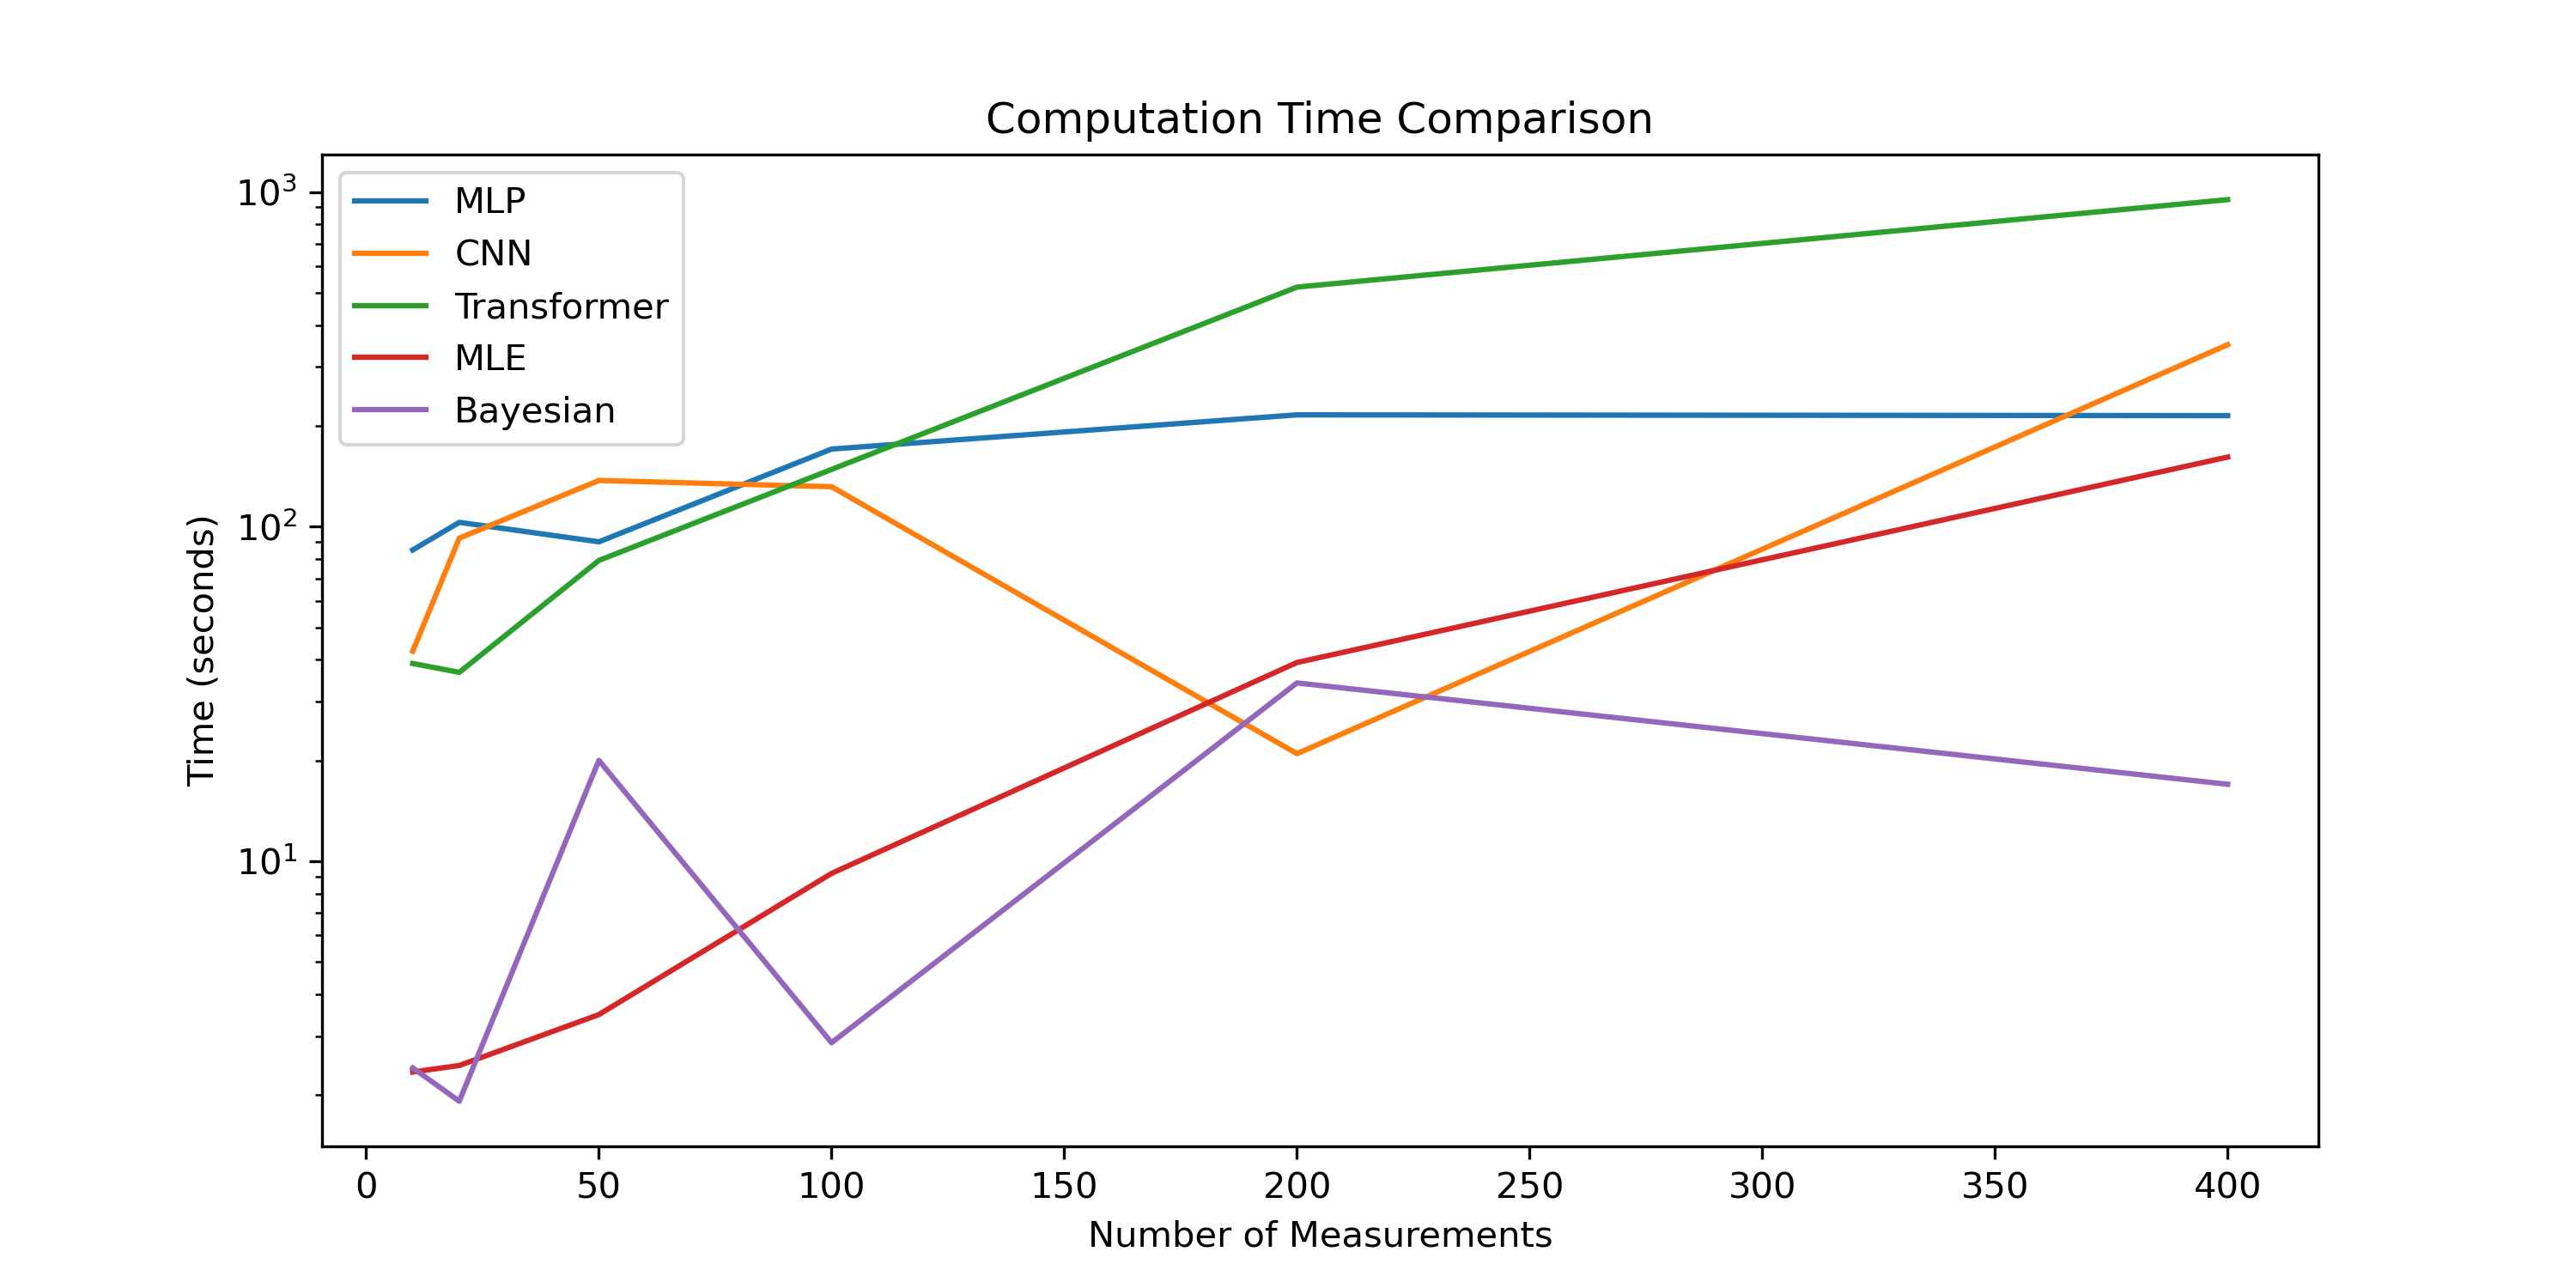 Computation Time Comparison
10³
10²
10¹
Time (seconds)
MLP
CNN
Transformer
MLE
Bayesian
0 50 100 150 200 250 300 350 400
Number of Measurements